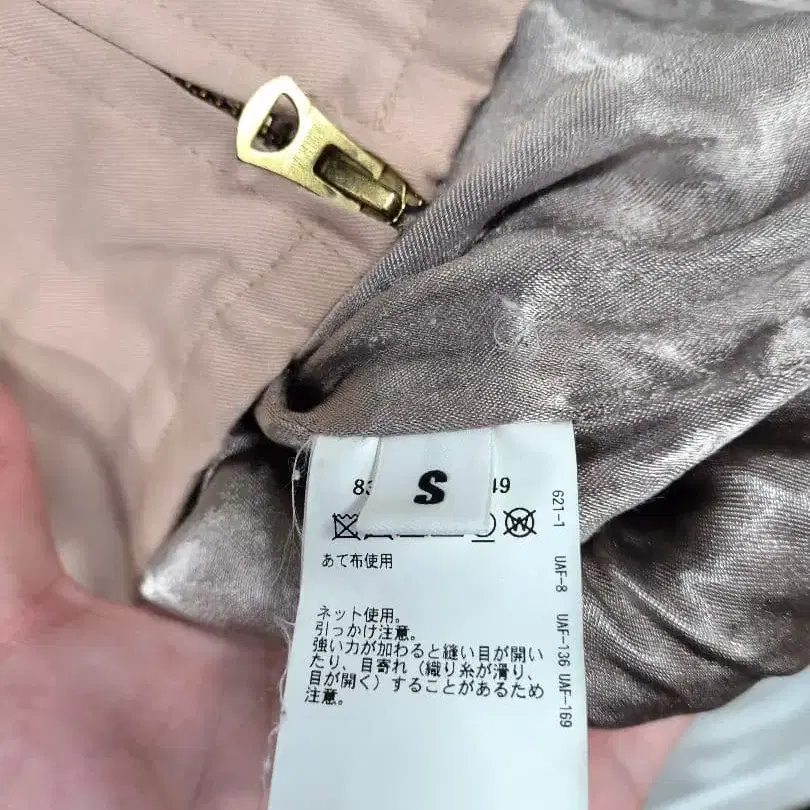 S
83
49
あて布使用
ネット使用。
引っかけ注意。
強い力が加わると縫い目が開い
たり、目寄れ（織り糸が滑り、
目が開く）することがあるため
注意。
621-1 UAF-8 UAF-136 UAF-169